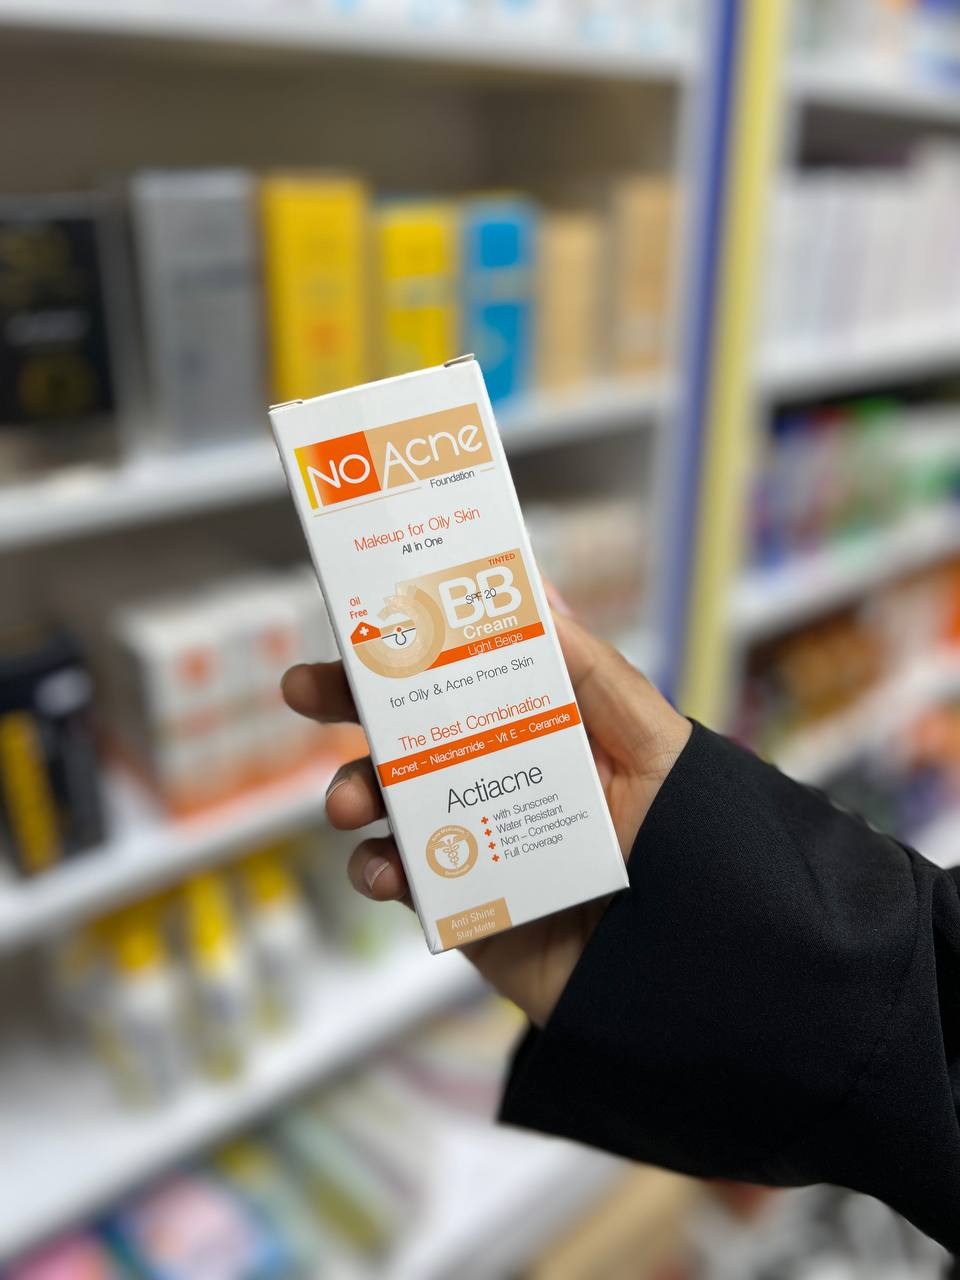 NO Acne
Foundation
Makeup for Oily Skin
All in One
TINTED
BB
SPF 20
Cream
Light Beige
Oil
Free
for Oily & Acne Prone Skin
The Best Combination
Acnet – Niacinamide – Vit E – Ceramide
Actiacne
with Sunscreen
Water Resistant
Non – Comedogenic
Full Coverage
Anti Shine
Stay Matte